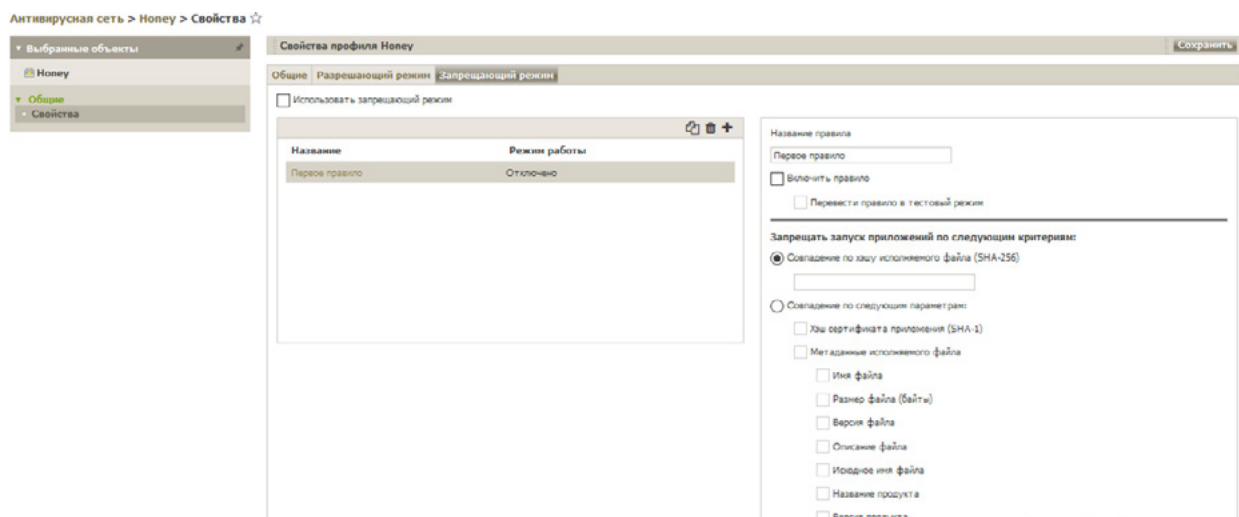 Антивирусная сеть > Honey > Свойства
Выбранные объекты
Honey
Общие
Свойства
Свойства профиля Honey
Сохранить
Общие Разрешающий режим Запрещающий режим
Использовать запрещающий режим
Название Режим работы
Первое правило Отключено
Название правила
Первое правило
Включить правило
Перевести правило в тестовый режим
Запрещать запуск приложений по следующим критериям:
Совпадение по хэшу исполняемого файла (SHA-256)
Совпадение по следующим параметрам:
Хэш сертификата приложения (SHA-1)
Метаданные исполняемого файла
Имя файла
Размер файла (байты)
Версия файла
Описание файла
Исходное имя файла
Название продукта
Версия продукта